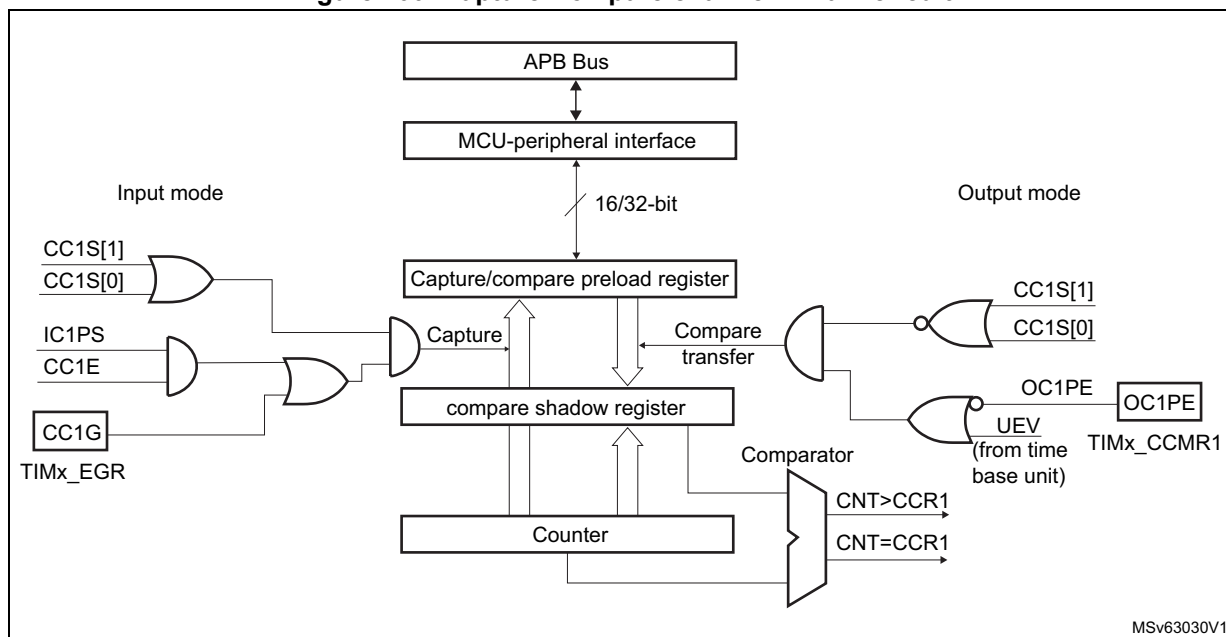 APB Bus
MCU-peripheral interface
16/32-bit
Input mode
Output mode
CC1S[1]
CC1S[0]
IC1PS
CC1E
CC1G
TIMx_EGR
Capture
Capture/compare preload register
Compare
transfer
compare shadow register
Counter
Comparator
CNT>CCR1
CNT=CCR1
CC1S[1]
CC1S[0]
OC1PE
OC1PE
UEV
(from time
base unit)
TIMx_CCMR1
MSv63030V1